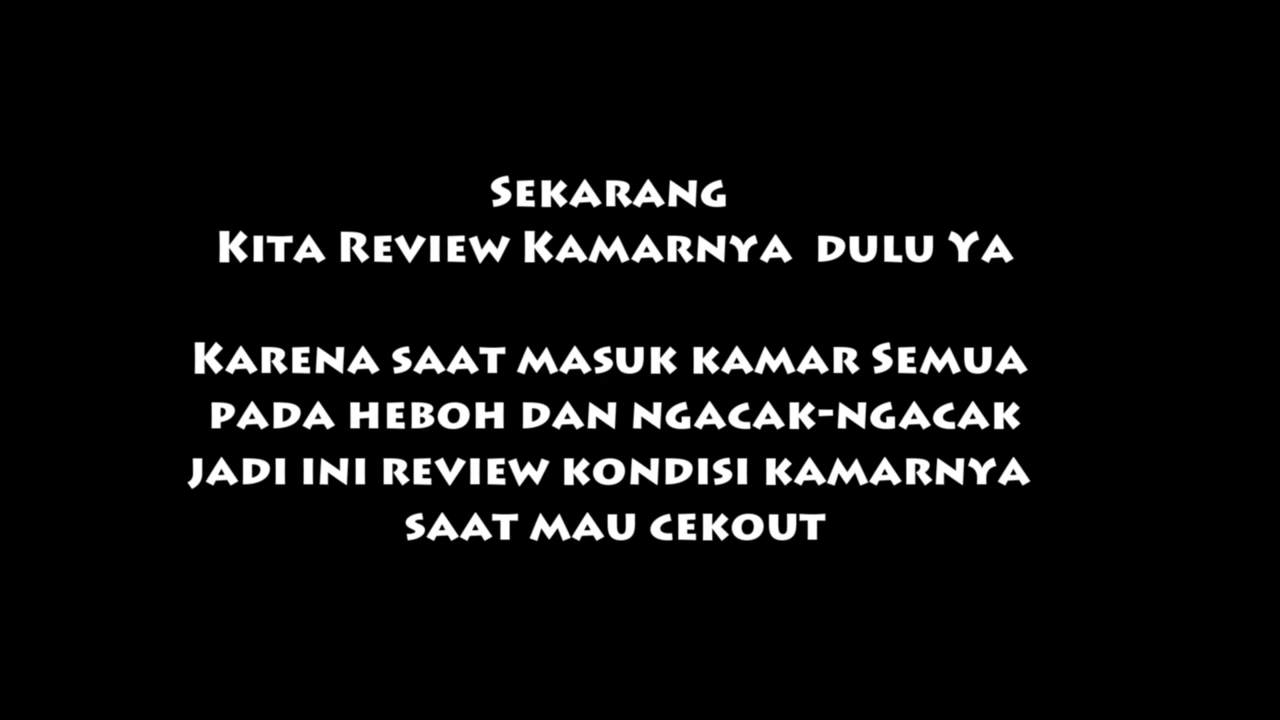 Sekarang
Kita Review Kamarnya dulu Ya
Karena saat masuk kamar Semua
pada heboh dan ngacak-ngacak
jadi ini review kondisi kamarnya
saat mau cekout